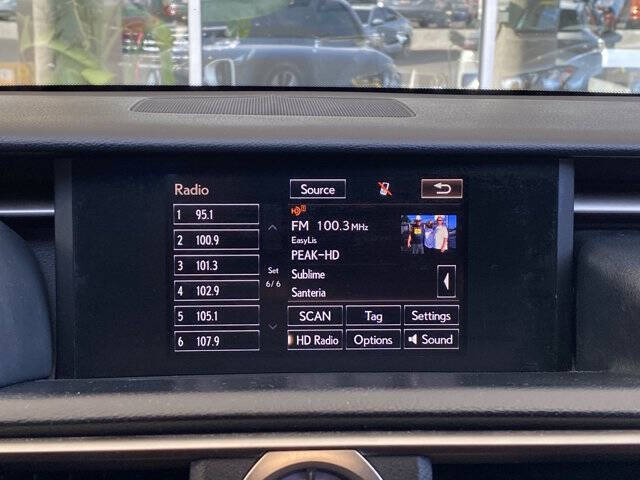 Radio
Source
1 95.1
2 100.9
3 101.3
4 102.9
5 105.1
6 107.9
Set
6/6
HD
FM 100.3 MHz
EasyLis
PEAK-HD
Sublime
Santeria
SCAN Tag Settings
HD Radio Options Sound